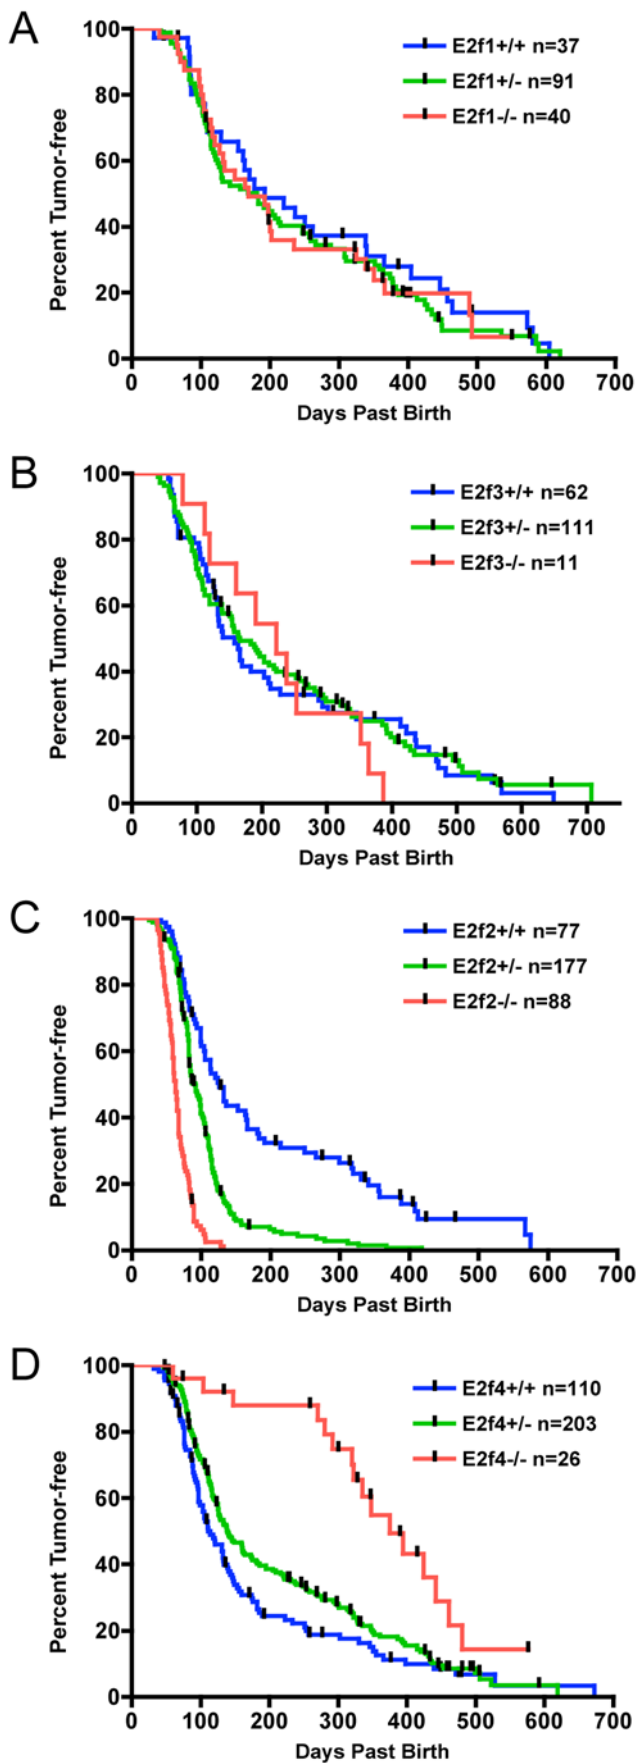 A
E2f1+/+ n=37
E2f1+/- n=91
E2f1-/- n=40
Percent Tumor-free
100
80
60
40
20
0
0 100 200 300 400 500 600 700
Days Past Birth
B
E2f3+/+ n=62
E2f3+/- n=111
E2f3-/- n=11
Percent Tumor-free
100
80
60
40
20
0
0 100 200 300 400 500 600 700
Days Past Birth
C
E2f2+/+ n=77
E2f2+/- n=177
E2f2-/- n=88
Percent Tumor-free
100
80
60
40
20
0
0 100 200 300 400 500 600 700
Days Past Birth
D
E2f4+/+ n=110
E2f4+/- n=203
E2f4-/- n=26
Percent Tumor-free
100
80
60
40
20
0
0 100 200 300 400 500 600 700
Days Past Birth